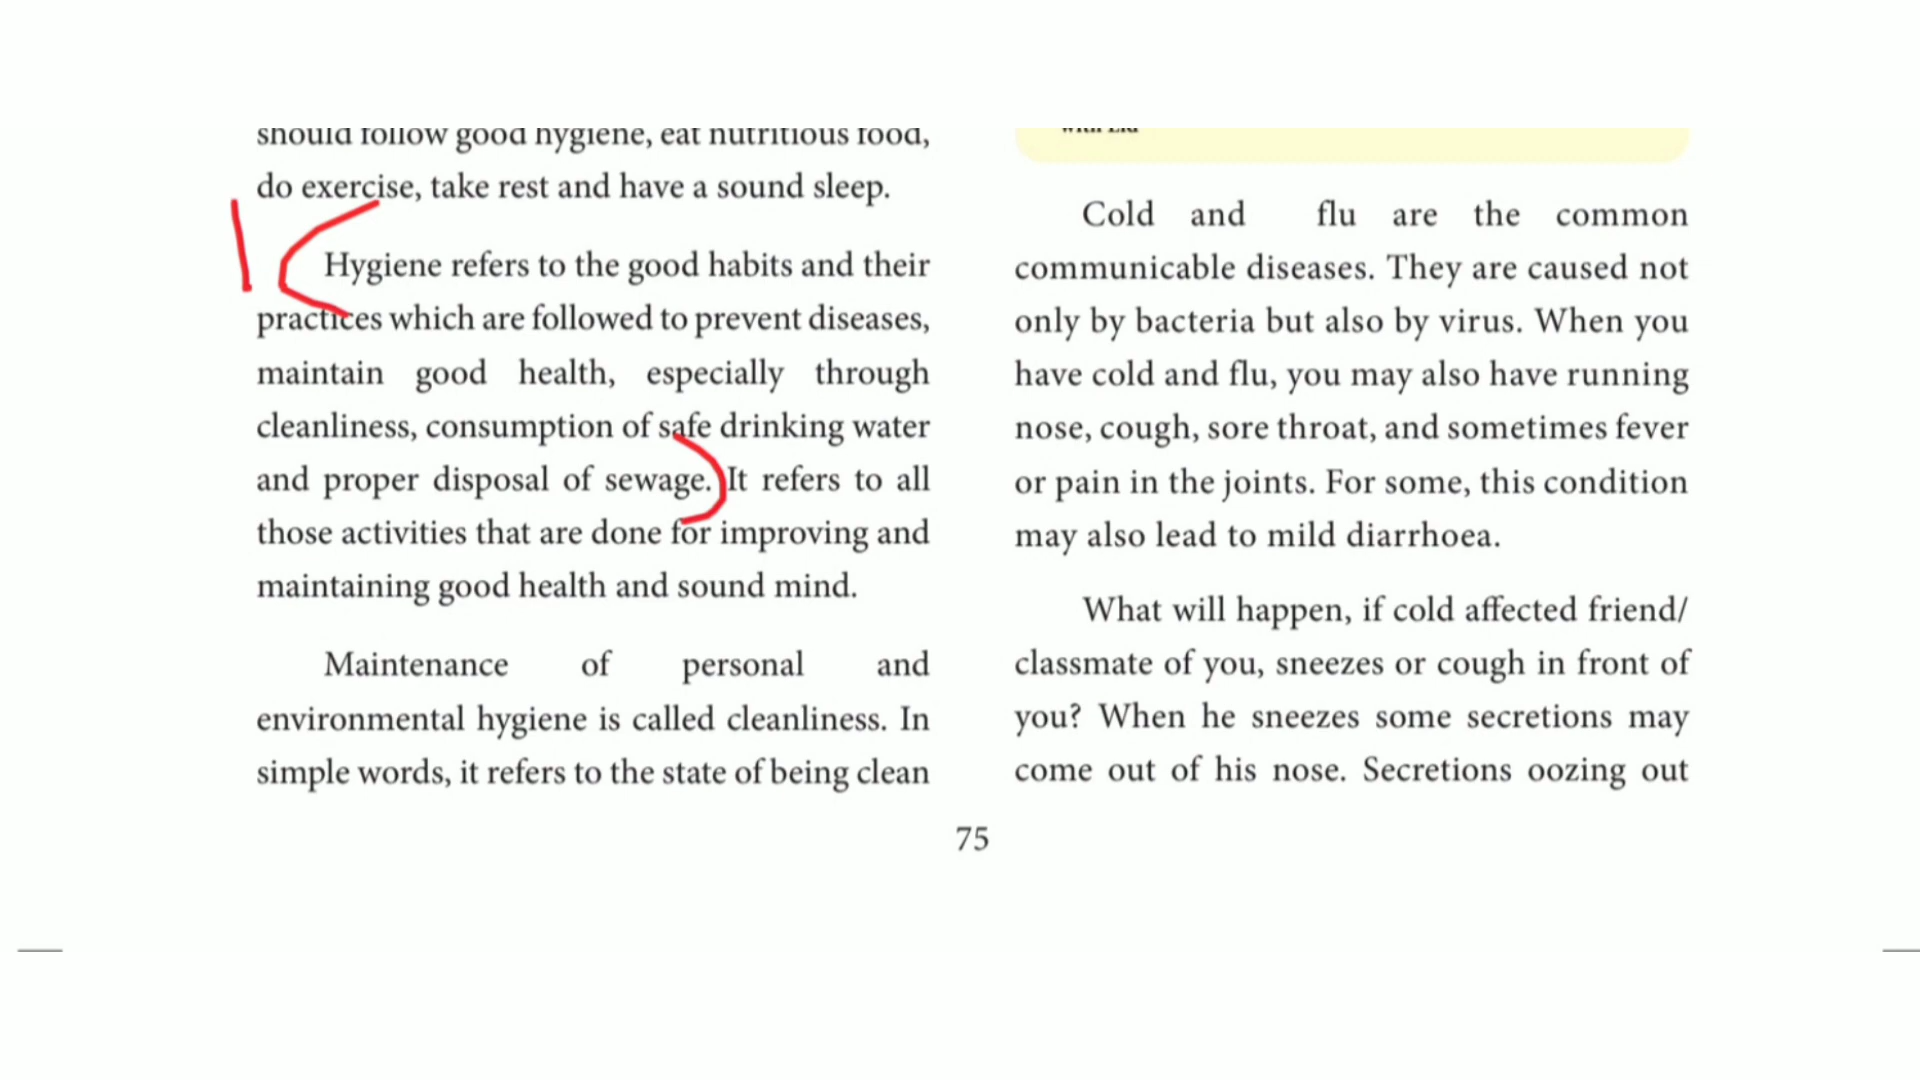 should follow good hygiene, eat nutritious food,
do exercise, take rest and have a sound sleep.
Hygiene refers to the good habits and their
practices which are followed to prevent diseases,
maintain good health, especially through
cleanliness, consumption of safe drinking water
and proper disposal of sewage. It refers to all
those activities that are done for improving and
maintaining good health and sound mind.
Maintenance of personal and
environmental hygiene is called cleanliness. In
simple words, it refers to the state of being clean
with Lid
Cold and flu are the common
communicable diseases. They are caused not
only by bacteria but also by virus. When you
have cold and flu, you may also have running
nose, cough, sore throat, and sometimes fever
or pain in the joints. For some, this condition
may also lead to mild diarrhoea.
What will happen, if cold affected friend/
classmate of you, sneezes or cough in front of
you? When he sneezes some secretions may
come out of his nose. Secretions oozing out
75